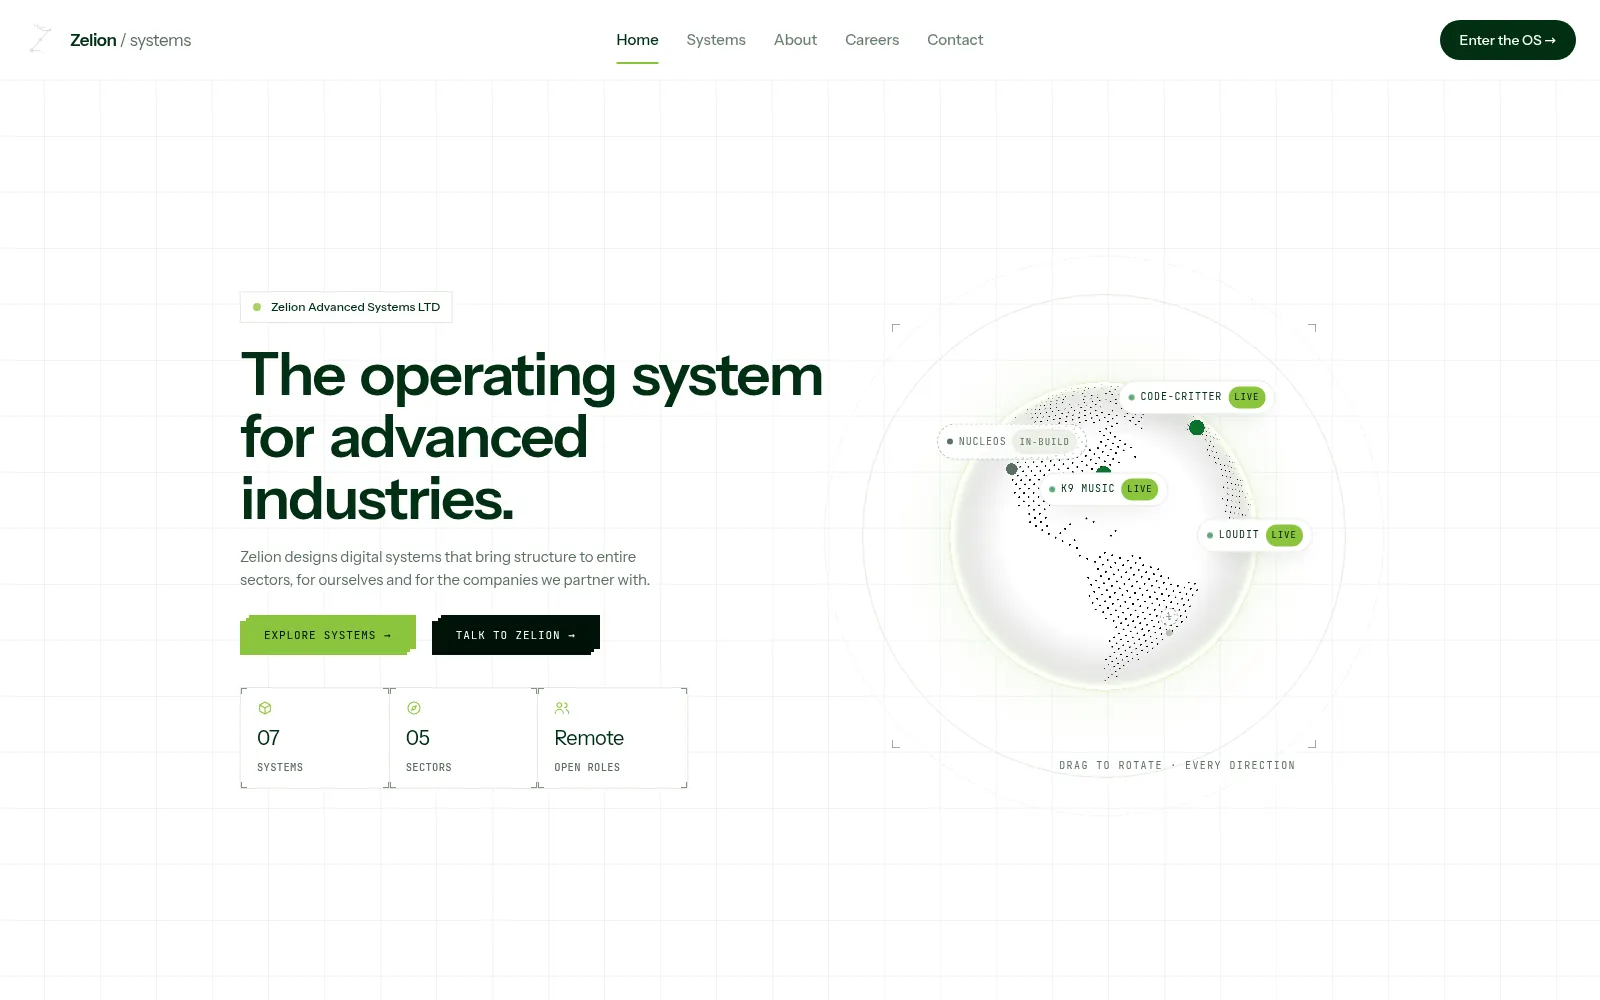 Zelion / systems
Home
Systems
About
Careers
Contact
Enter the OS →
Zelion Advanced Systems LTD
The operating system
for advanced
industries.
Zelion designs digital systems that bring structure to entire
sectors, for ourselves and for the companies we partner with.
EXPLORE SYSTEMS →
TALK TO ZELION →
07
SYSTEMS
05
SECTORS
Remote
OPEN ROLES
CODE-CRITTER LIVE
NUCLEOS IN-BUILD
K9 MUSIC LIVE
LOUDIT LIVE
DRAG TO ROTATE · EVERY DIRECTION